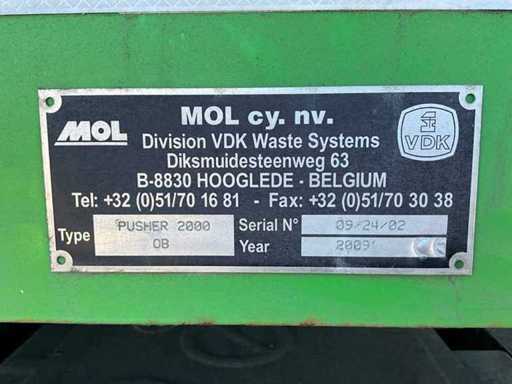 MOL
MOL cy. nv.
Division VDK Waste Systems
Diksmuidesteenweg 63
B-8830 HOOGLEDE - BELGIUM
VDK
Tel: +32 (0)51/70 16 81 - Fax: +32 (0)51/70 30 38
Type PUSHER 2000 OB
Serial N° 09/24/02
Year 2009 CE